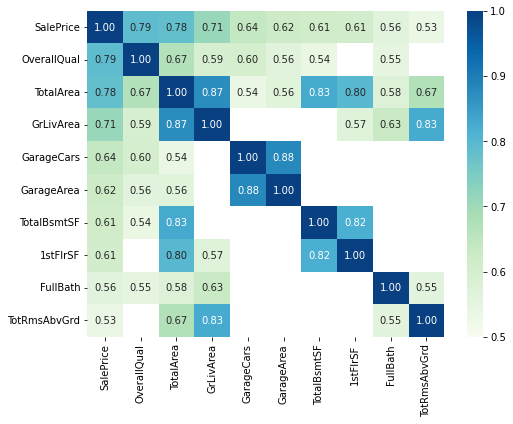 SalePrice 1.00 0.79 0.78 0.71 0.64 0.62 0.61 0.61 0.56 0.53
OverallQual 0.79 1.00 0.67 0.59 0.60 0.56 0.54 0.55
TotalArea 0.78 0.67 1.00 0.87 0.54 0.56 0.83 0.80 0.58 0.67
GrLivArea 0.71 0.59 0.87 1.00 0.57 0.63 0.83
GarageCars 0.64 0.60 0.54 1.00 0.88
GarageArea 0.62 0.56 0.56 0.88 1.00
TotalBsmtSF 0.61 0.54 0.83 1.00 0.82
1stFlrSF 0.61 0.80 0.57 0.82 1.00
FullBath 0.56 0.55 0.58 0.63 1.00 0.55
TotRmsAbvGrd 0.53 0.67 0.83 0.55 1.00
SalePrice
OverallQual
TotalArea
GrLivArea
GarageCars
GarageArea
TotalBsmtSF
1stFlrSF
FullBath
TotRmsAbvGrd
1.0
0.9
0.8
0.7
0.6
0.5